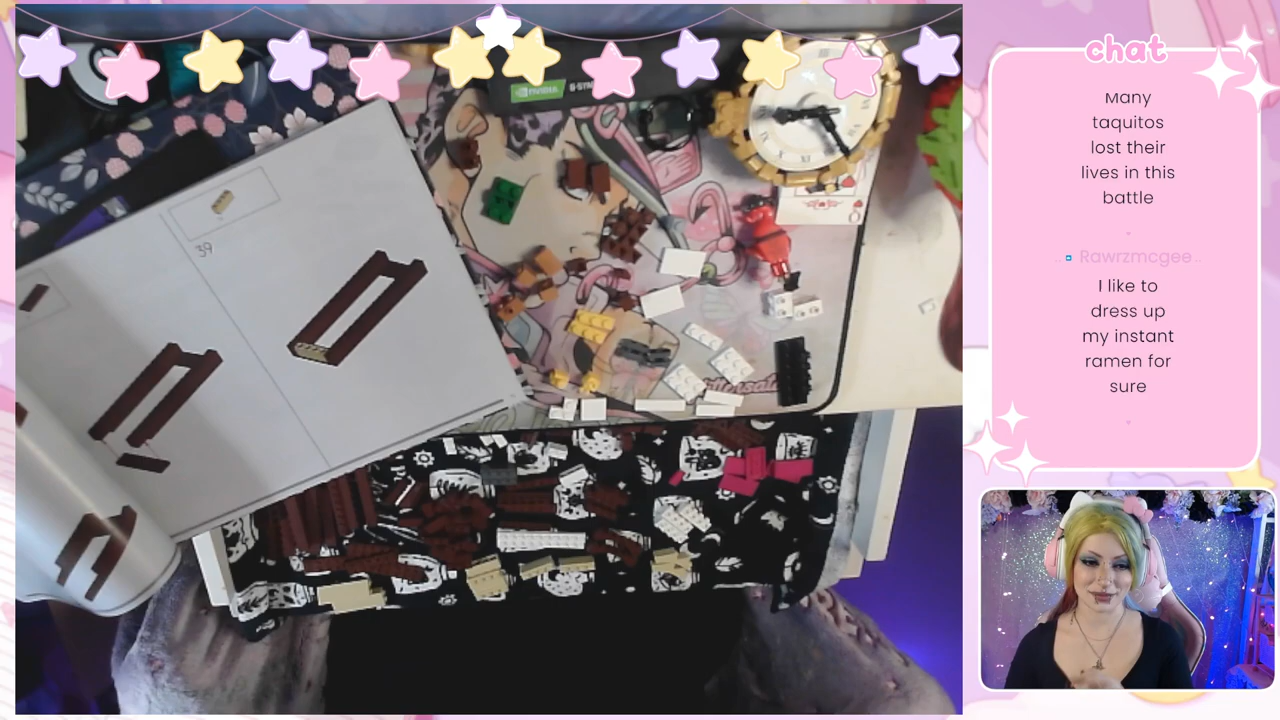 chat
Many
taquitos
lost their
lives in this
battle
Rawrzmcgee
I like to
dress up
my instant
ramen for
sure
NVIDIA
39